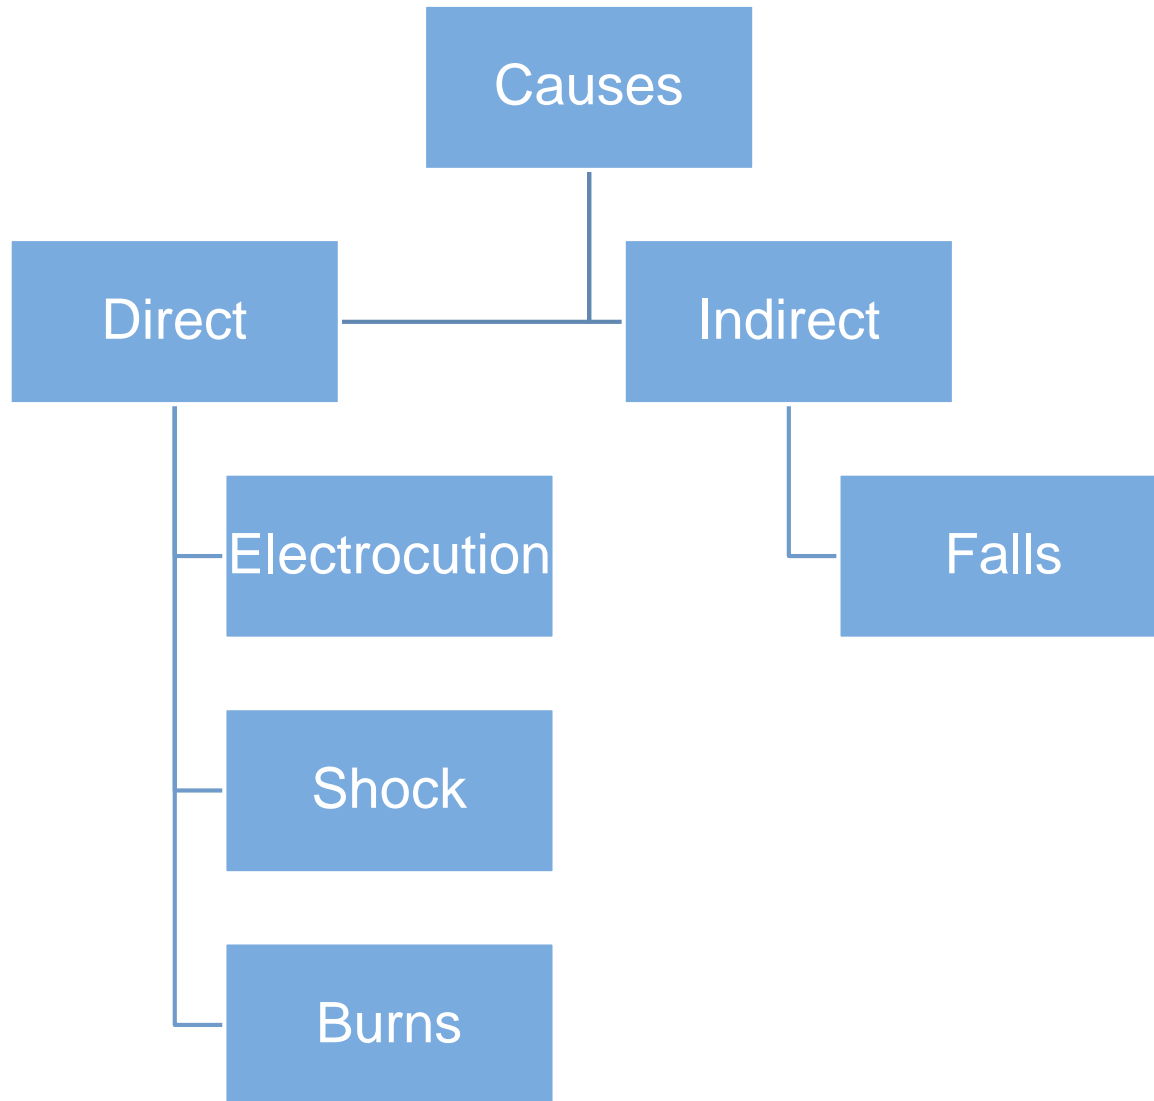 Causes
Direct
Indirect
Electrocution
Falls
Shock
Burns